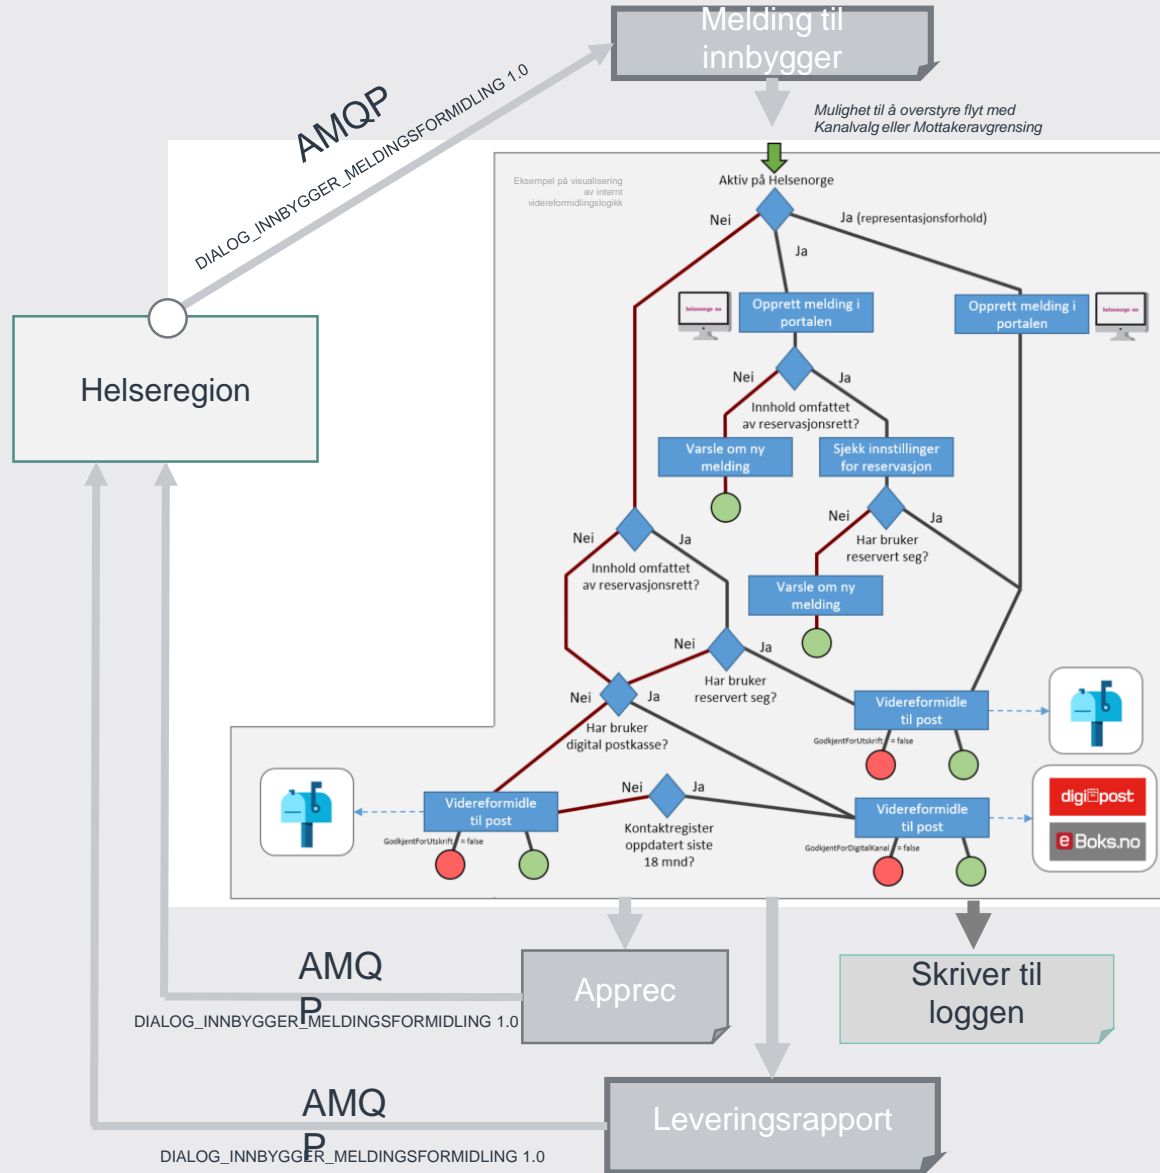 Melding til
innbygger
AMQP
DIALOG_INNBYGGER_MELDINGSFORMIDLING 1.0
Mulighet til å overstyre flyt med
Kanalvalg eller Mottakeravgrensing
Eksempel på visualisering
av internt
videreformidlingslogikk
Aktiv på Helsenorge
Nei
Ja (representasjonsforhold)
Ja
helsenorge no
Opprett melding i
portalen
Opprett melding i
portalen
helsenorge no
Helseregion
Nei
Ja
Innhold omfattet
av reservasjonsrett?
Varsle om ny
melding
Sjekk innstillinger
for reservasjon
Nei
Ja
Har bruker
reservert seg?
Nei
Ja
Innhold omfattet
av reservasjonsrett?
Varsle om ny
melding
Nei
Ja
Har bruker
reservert seg?
Nei
Ja
Har bruker
digital postkasse?
Videreformidle
til post
GodkjentForUtskrift = false
Nei
Ja
Kontaktregister
oppdatert siste
18 mnd?
Videreformidle
til post
GodkjentForUtskrift = false
Videreformidle
til post
GodkjentForDigitalKanal = false
digipost
e Boks.no
AMQ
P
DIALOG_INNBYGGER_MELDINGSFORMIDLING 1.0
Apprec
Skriver til
loggen
AMQ
P
DIALOG_INNBYGGER_MELDINGSFORMIDLING 1.0
Leveringsrapport